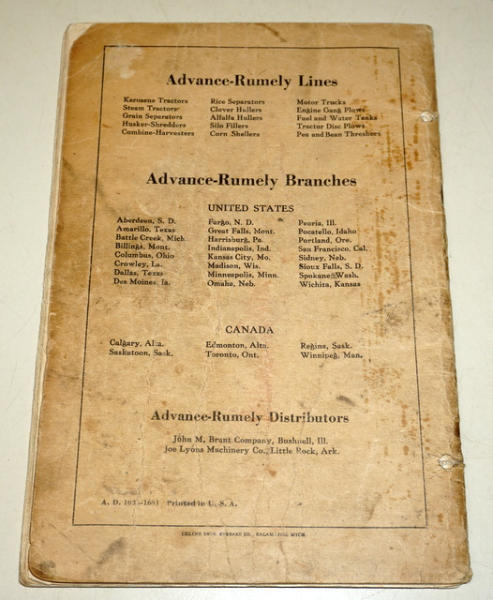 Advance-Rumely Lines
Kerosene Tractors
Steam Tractors
Grain Separators
Husker-Shredders
Combine-Harvesters
Rice Separators
Clover Hullers
Alfalfa Hullers
Silo Fillers
Corn Shellers
Motor Trucks
Engine Gang Plows
Fuel and Water Tanks
Tractor Disc Plows
Pea and Bean Threshers
Advance-Rumely Branches
UNITED STATES
Aberdeen, S. D.
Amarillo, Texas
Battle Creek, Mich.
Billings, Mont.
Columbus, Ohio
Crowley, La.
Dallas, Texas
Des Moines, Ia.
Fargo, N. D.
Great Falls, Mont.
Harrisburg, Pa.
Indianapolis, Ind.
Kansas City, Mo.
Madison, Wis.
Minneapolis, Minn.
Omaha, Neb.
Peoria, Ill.
Pocatello, Idaho
Portland, Ore.
San Francisco, Cal.
Sidney, Neb.
Sioux Falls, S. D.
Spokane, Wash.
Wichita, Kansas
CANADA
Calgary, Alta.
Saskatoon, Sask.
Edmonton, Alta.
Toronto, Ont.
Regina, Sask.
Winnipeg, Man.
Advance-Rumely Distributors
John M. Brant Company, Bushnell, Ill.
Joe Lyons Machinery Co., Little Rock, Ark.
A. D. Printed in U. S. A.